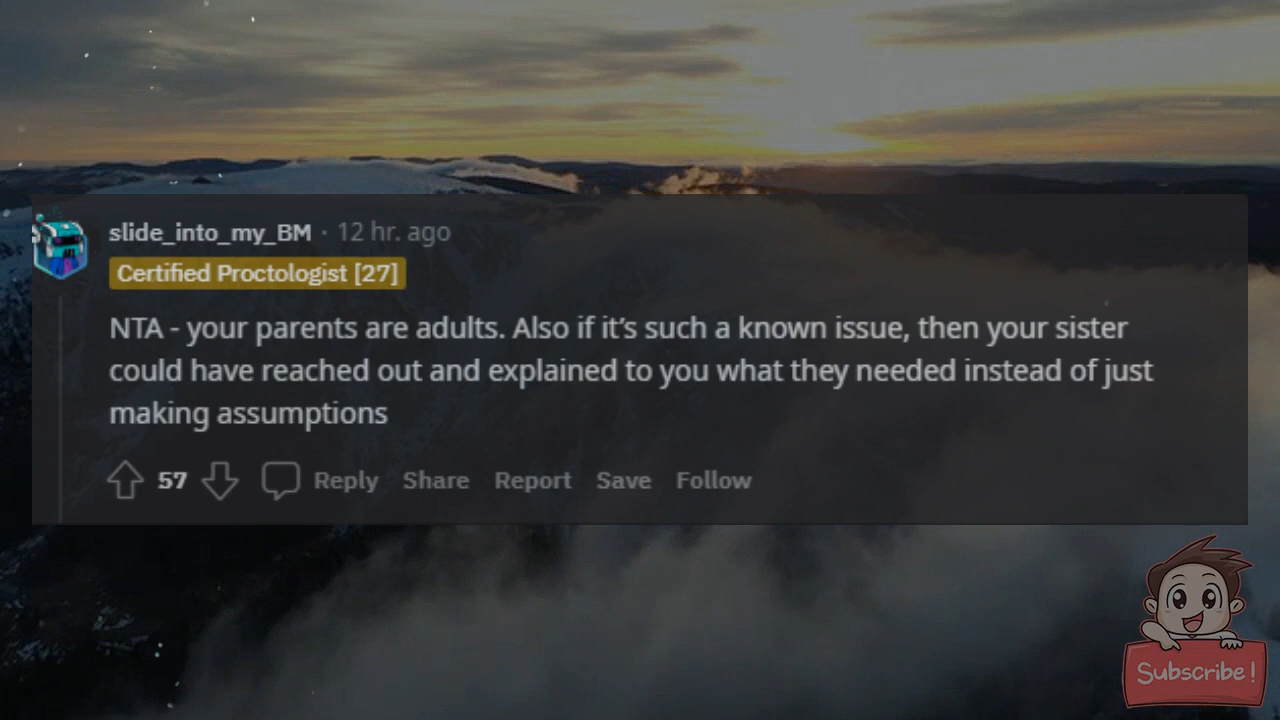 slide_into_my_BM · 12 hr. ago
Certified Proctologist [27]
NTA - your parents are adults. Also if it’s such a known issue, then your sister
could have reached out and explained to you what they needed instead of just
making assumptions
57 Reply Share Report Save Follow
Subscribe!